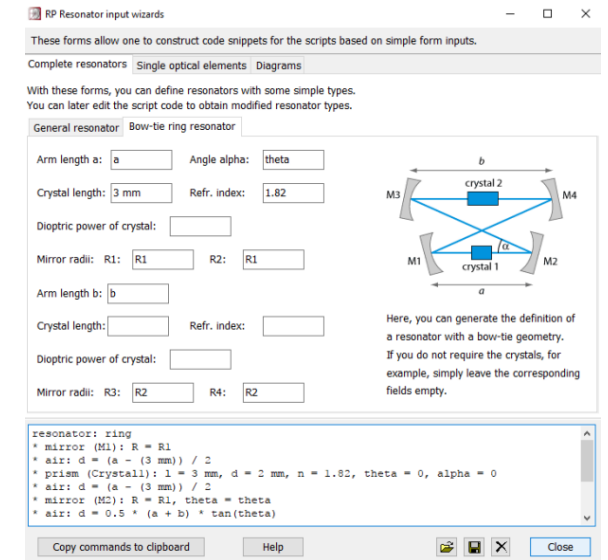 RP Resonator input wizards
These forms allow one to construct code snippets for the scripts based on simple form inputs.
Complete resonators Single optical elements Diagrams
With these forms, you can define resonators with some simple types.
You can later edit the script code to obtain modified resonator types.
General resonator Bow-tie ring resonator
Arm length a: a Angle alpha: theta
Crystal length: 3 mm Refr. index: 1.82
Dioptric power of crystal:
Mirror radii: R1: R1 R2: R1
Arm length b: b
Crystal length: Refr. index:
Dioptric power of crystal:
Mirror radii: R3: R2 R4: R2
b
crystal 2
M3 M4
α
M1 crystal 1 M2
a
Here, you can generate the definition of
a resonator with a bow-tie geometry.
If you do not require the crystals, for
example, simply leave the corresponding
fields empty.
resonator: ring
* mirror (M1): R = R1
* air: d = (a - (3 mm)) / 2
* prism (Crystal1): l = 3 mm, d = 2 mm, n = 1.82, theta = 0, alpha = 0
* air: d = (a - (3 mm)) / 2
* mirror (M2): R = R1, theta = theta
* air: d = 0.5 * (a + b) * tan(theta)
Copy commands to clipboard Help Close